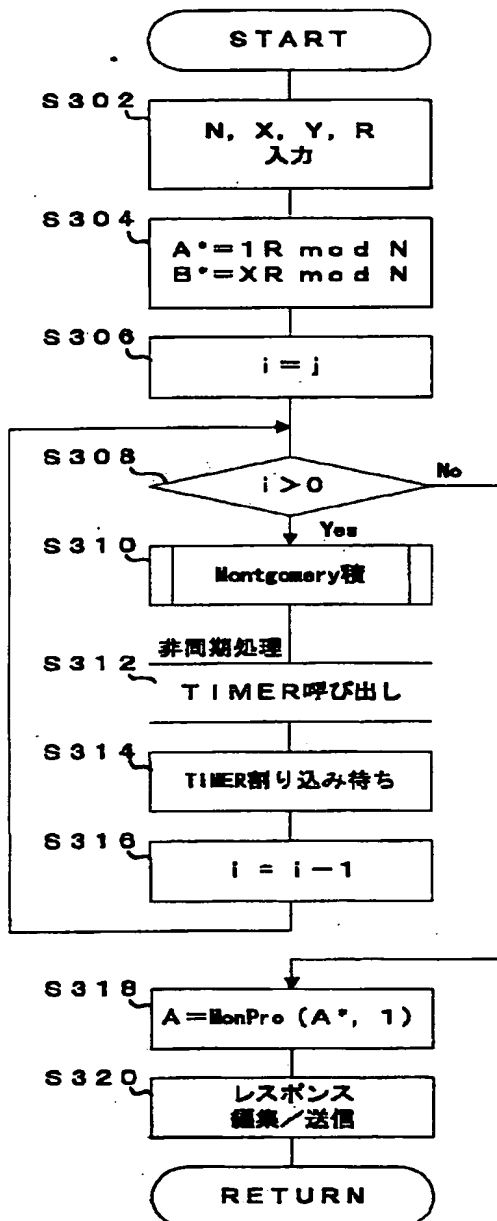 START
S302
N, X, Y, R
入力
S304
A*=1R mod N
B*=XR mod N
S306
i=j
S308
i>0
No
Yes
S310
Montgomery積
非同期処理
S312
TIMER呼び出し
S314
TIMER割り込み待ち
S316
i = i-1
S318
A=MonPro(A*, 1)
S320
レスポンス
編集/送信
RETURN